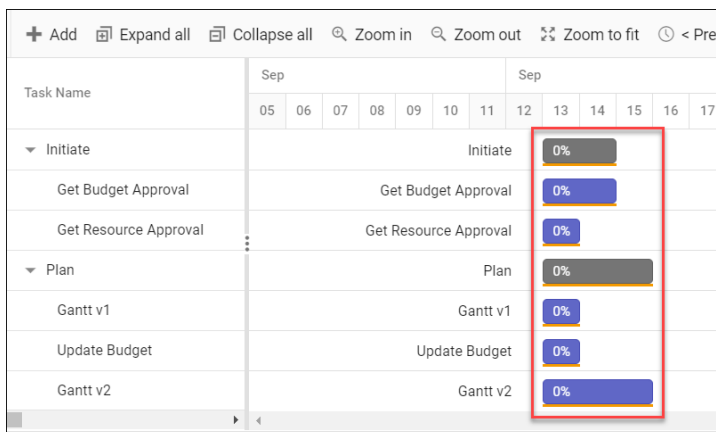 Add Expand all Collapse all Zoom in Zoom out Zoom to fit < Pre
Task Name
Sep Sep
05 06 07 08 09 10 11 12 13 14 15 16 17
Initiate Initiate 0%
Get Budget Approval Get Budget Approval 0%
Get Resource Approval Get Resource Approval 0%
Plan Plan 0%
Gantt v1 Gantt v1 0%
Update Budget Update Budget 0%
Gantt v2 Gantt v2 0%